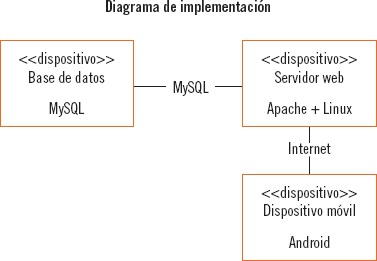 Diagrama de implementación
<<dispositivo>>
Base de datos
MySQL
MySQL
<<dispositivo>>
Servidor web
Apache + Linux
Internet
<<dispositivo>>
Dispositivo móvil
Android